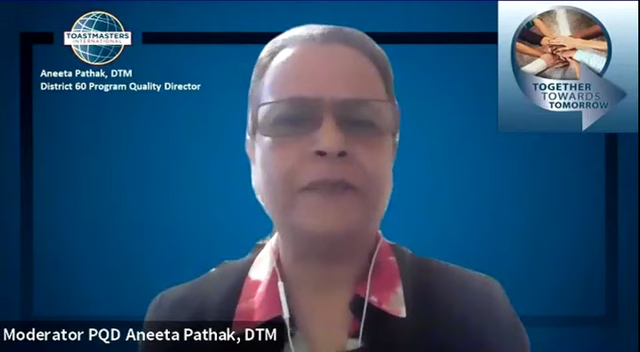 TOASTMASTERS
INTERNATIONAL
Aneeta Pathak, DTM
District 60 Program Quality Director
TOGETHER
TOWARDS
TOMORROW
Moderator PQD Aneeta Pathak, DTM